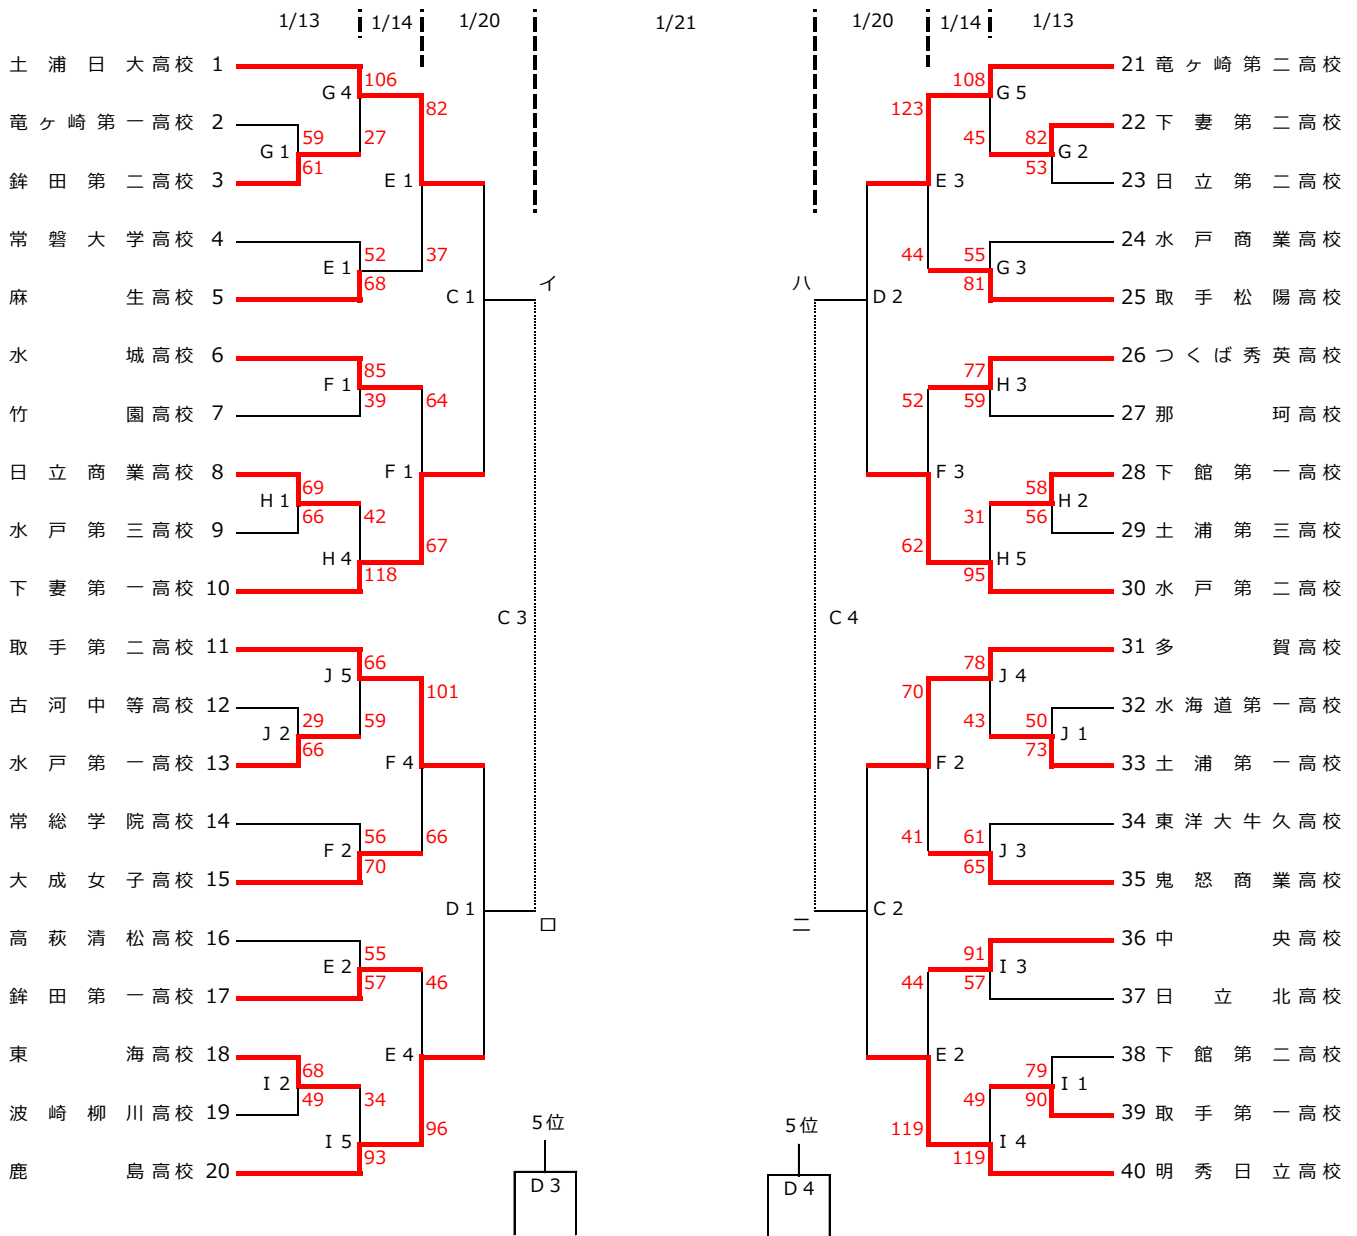 1/13 1/14 1/20 1/21 1/20 1/14 1/13
土浦日大高校 1 106 108 21 竜ヶ崎第二高校
G4 82 123 G5
竜ヶ崎第一高校 2 59 27 45 82 22 下妻第二高校
G1 61 53 G2
鉾田第二高校 3 E1 E3 23 日立第二高校
常磐大学高校 4 52 37 44 55 24 水戸商業高校
E1 68 81 G3
麻生高校 5 C1 イ ハ D2 25 取手松陽高校
水城高校 6 85 77 26 つくば秀英高校
F1 39 64 52 59 H3
竹園高校 7 27 那珂高校
日立商業高校 8 69 F1 F3 58 28 下館第一高校
H1 66 42 31 56 H2
水戸第三高校 9 67 62 29 土浦第三高校
H4 118 95 H5
下妻第一高校 10 30 水戸第二高校
C3 C4
取手第二高校 11 66 78 31 多賀高校
J5 101 70 J4
古河中等高校 12 29 59 43 50 32 水海道第一高校
J2 66 73 J1
水戸第一高校 13 F4 F2 33 土浦第一高校
常総学院高校 14 56 66 41 61 34 東洋大牛久高校
F2 70 65 J3
大成女子高校 15 D1 ロ ニ C2 35 鬼怒商業高校
高萩清松高校 16 55 91 36 中央高校
E2 57 46 44 57 I3
鉾田第一高校 17 37 日立北高校
東海高校 18 68 E4 E2 79 38 下館第二高校
I2 49 34 49 90 I1
波崎柳川高校 19 96 5位 5位 119 39 取手第一高校
I5 93 119 I4
鹿島高校 20 D3 D4 40 明秀日立高校